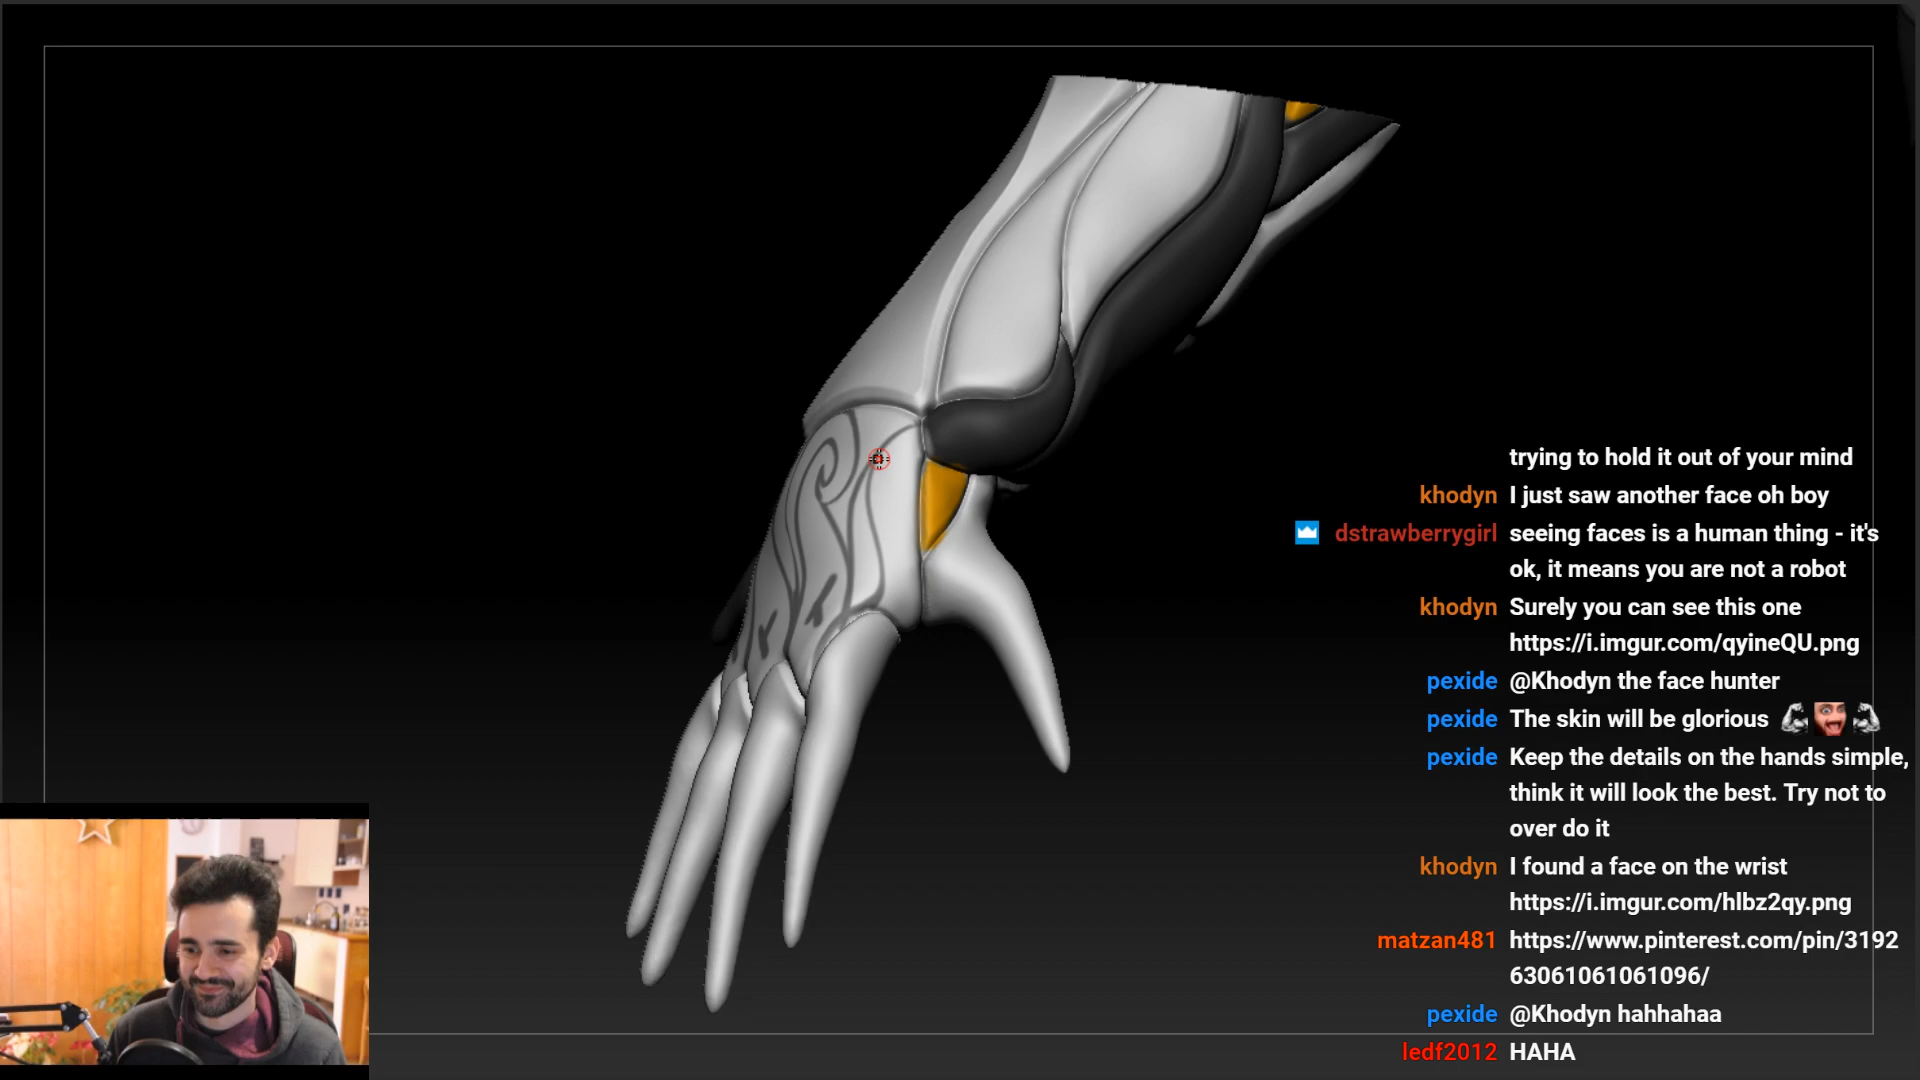 trying to hold it out of your mind
khodyn I just saw another face oh boy
dstrawberrygirl seeing faces is a human thing - it's
ok, it means you are not a robot
khodyn Surely you can see this one
https://i.imgur.com/qyineQU.png
pexide @Khodyn the face hunter
pexide The skin will be glorious
pexide Keep the details on the hands simple,
think it will look the best. Try not to
over do it
khodyn I found a face on the wrist
https://i.imgur.com/hlbz2qy.png
matzan481 https://www.pinterest.com/pin/3192
63061061061096/
pexide @Khodyn hahhahaa
ledf2012 HAHA